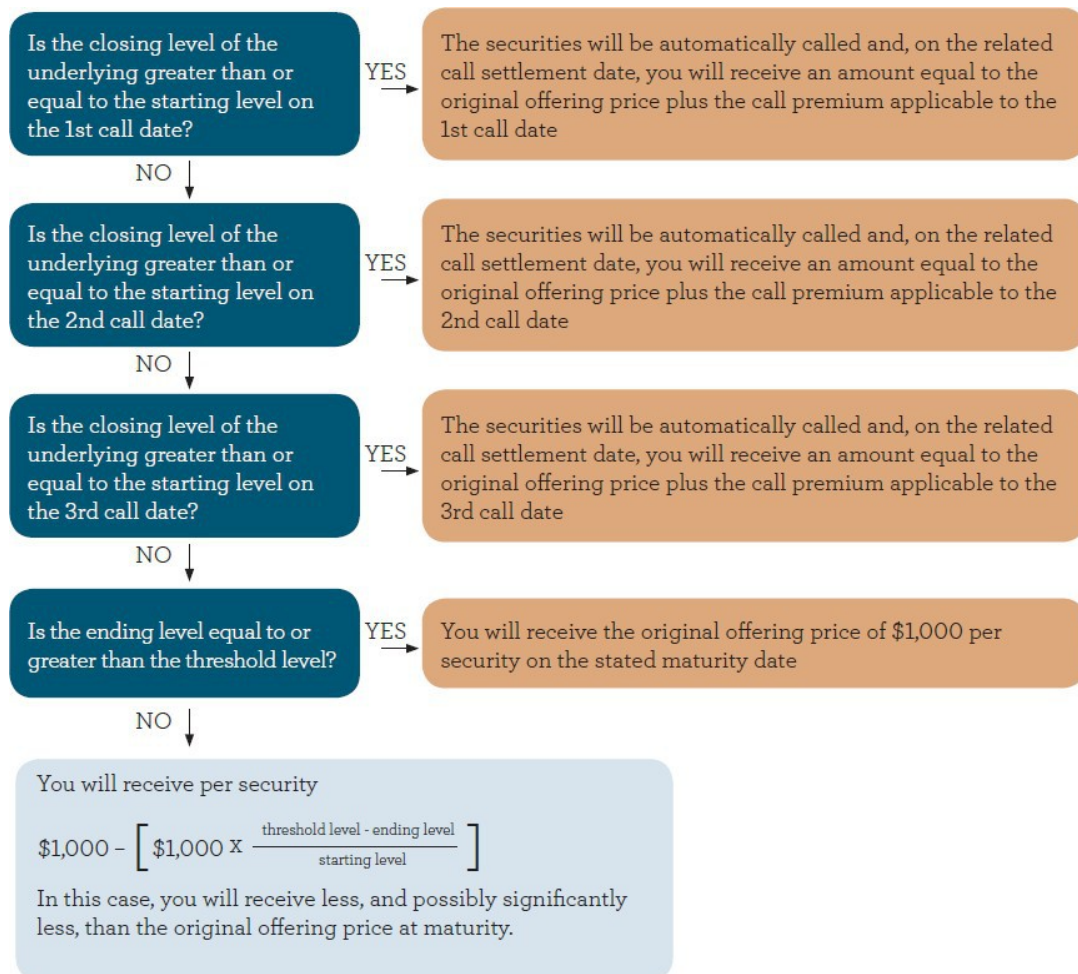 Is the closing level of the
underlying greater than or
equal to the starting level on
the 1st call date?
YES
The securities will be automatically called and, on the related
call settlement date, you will receive an amount equal to the
original offering price plus the call premium applicable to the
1st call date
NO
Is the closing level of the
underlying greater than or
equal to the starting level on
the 2nd call date?
YES
The securities will be automatically called and, on the related
call settlement date, you will receive an amount equal to the
original offering price plus the call premium applicable to the
2nd call date
NO
Is the closing level of the
underlying greater than or
equal to the starting level on
the 3rd call date?
YES
The securities will be automatically called and, on the related
call settlement date, you will receive an amount equal to the
original offering price plus the call premium applicable to the
3rd call date
NO
Is the ending level equal to or
greater than the threshold level?
YES
You will receive the original offering price of $1,000 per
security on the stated maturity date
NO
You will receive per security
$1,000 – [ $1,000 X threshold level - ending level
starting level ]
In this case, you will receive less, and possibly significantly
less, than the original offering price at maturity.